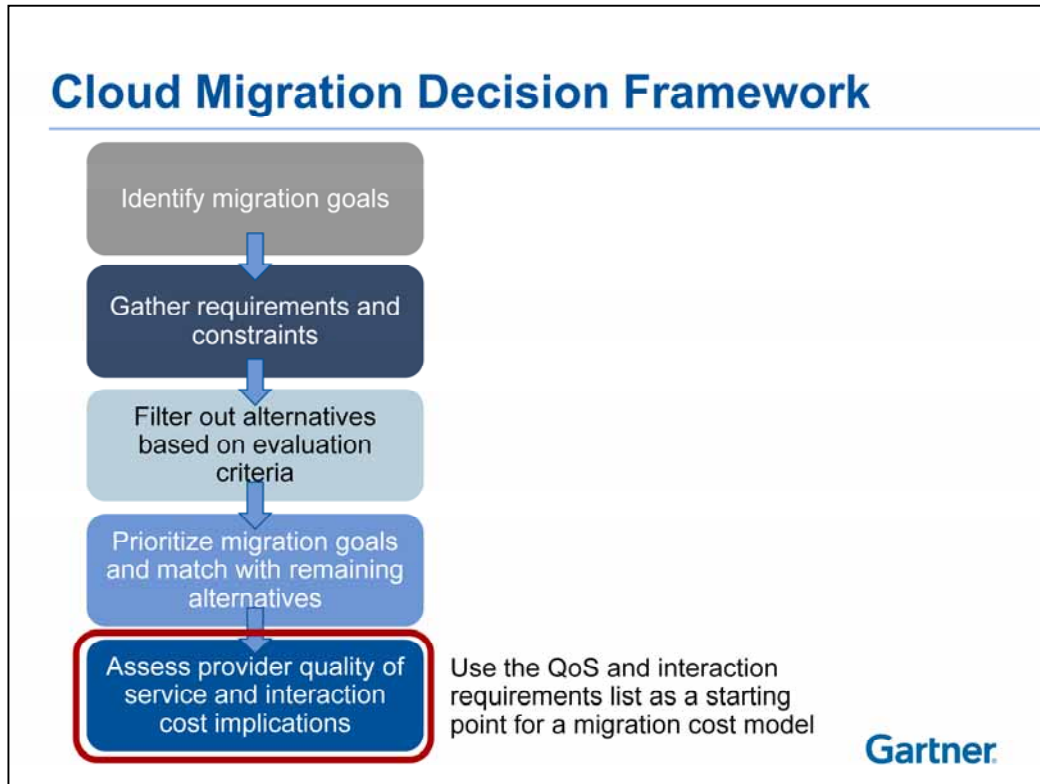 Cloud Migration Decision Framework
Identify migration goals
Gather requirements and
constraints
Filter out alternatives
based on evaluation
criteria
Prioritize migration goals
and match with remaining
alternatives
Assess provider quality of
service and interaction
cost implications
Use the QoS and interaction
requirements list as a starting
point for a migration cost model
Gartner